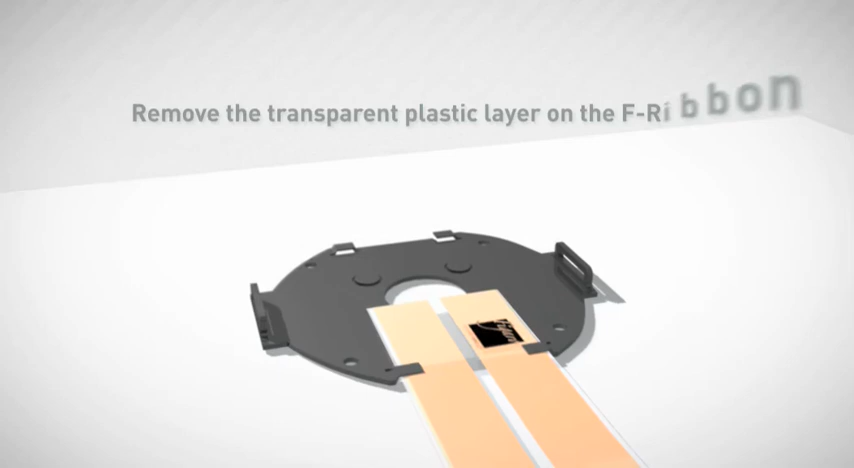 Remove the transparent plastic layer on the F-Ribbon